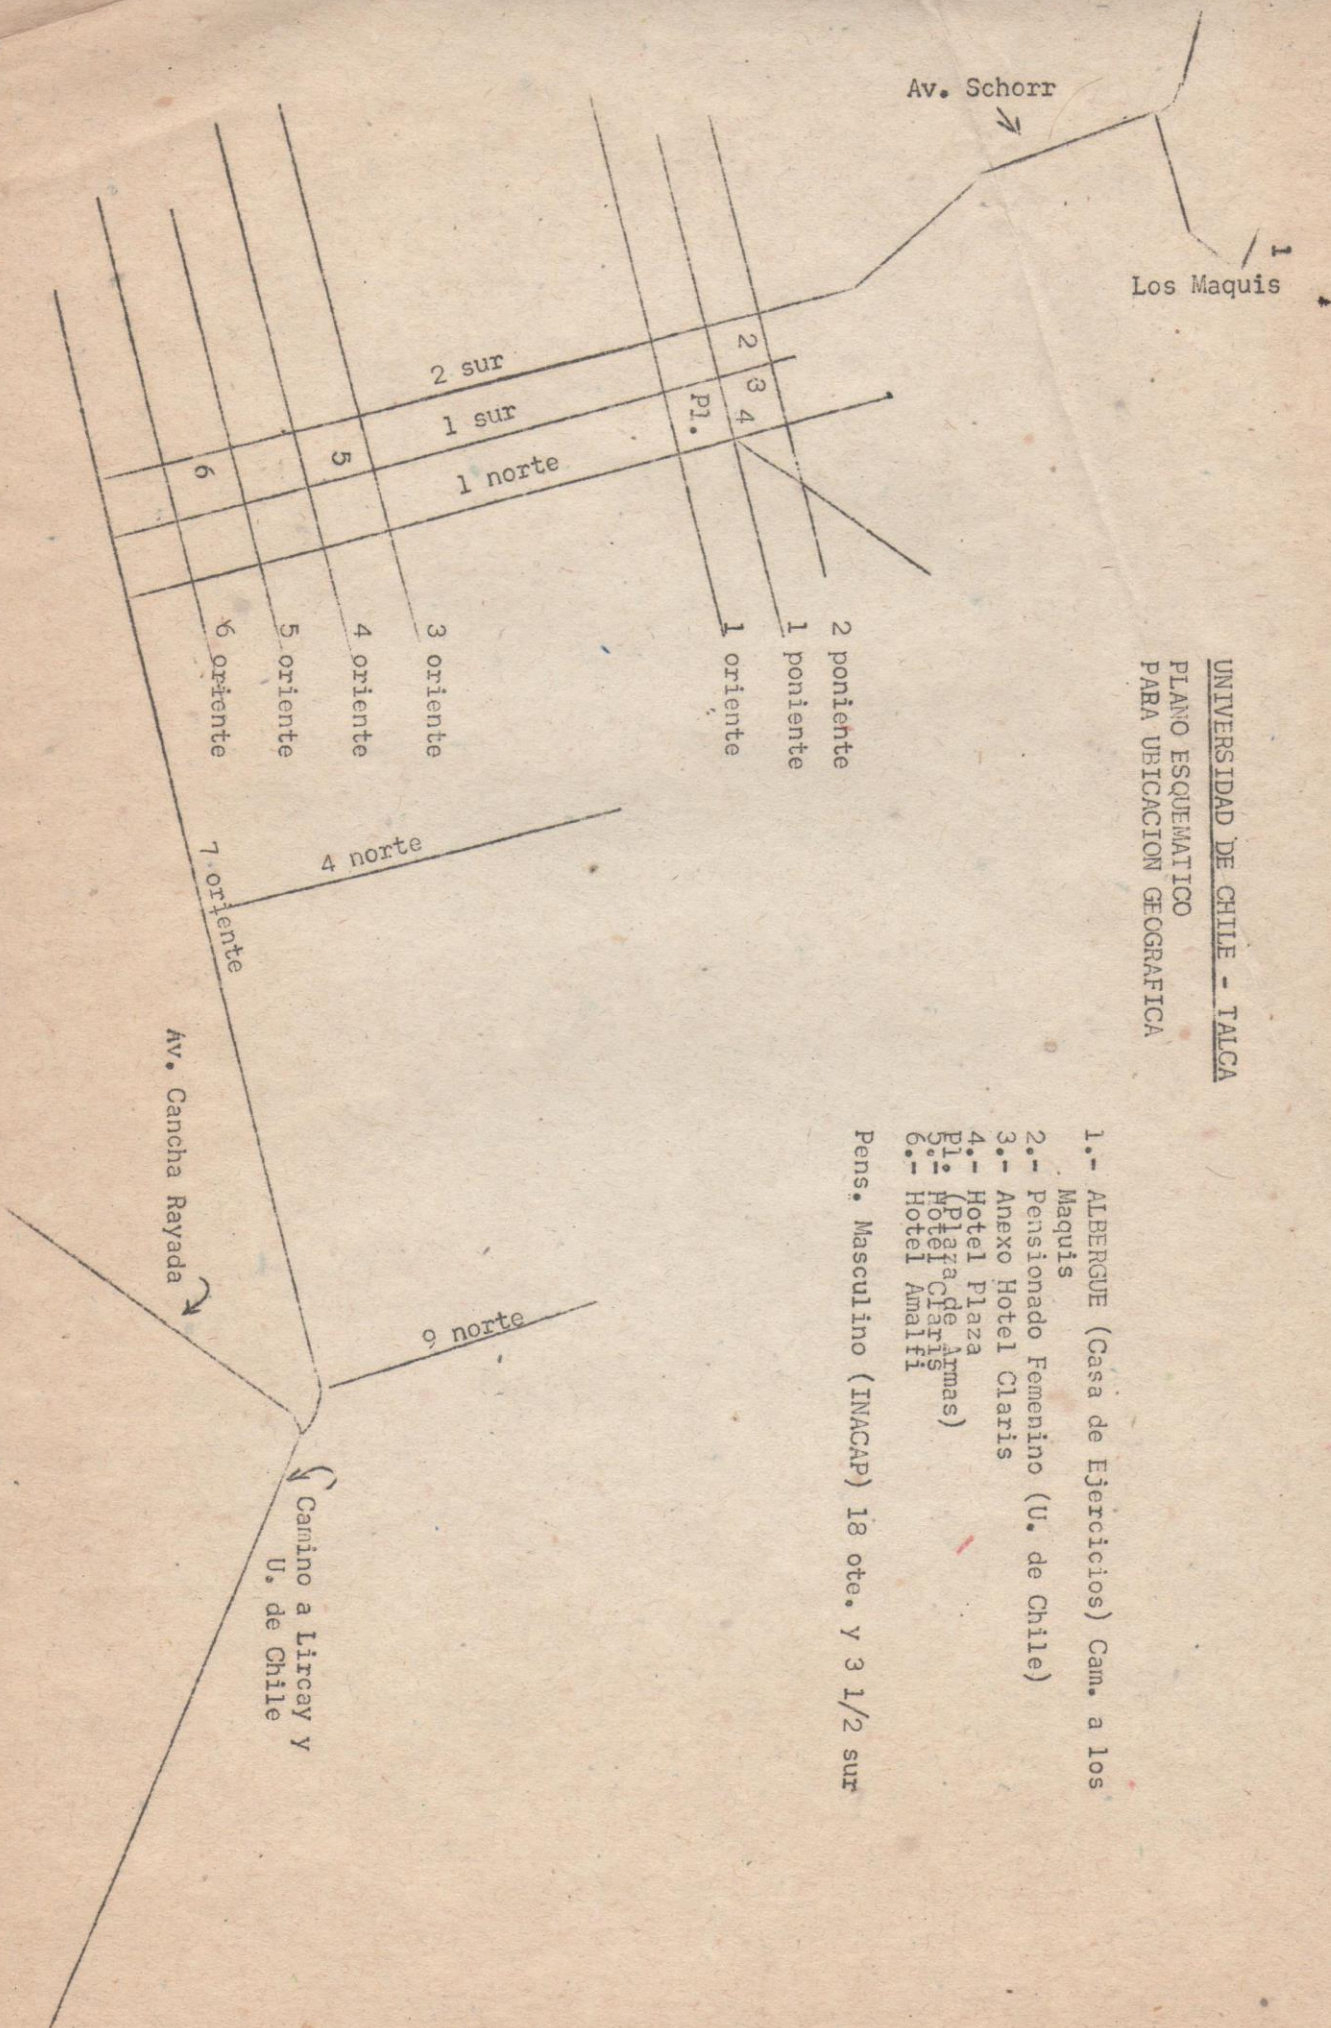 UNIVERSIDAD DE CHILE - TALCA
PLANO ESQUEMATICO
PARA UBICACION GEOGRAFICA
1.- ALBERGUE (Casa de Ejercicios) Cam. a los
Maquis
2.- Pensionado Femenino (U. de Chile)
3.- Anexo Hotel Claris
4.- Hotel Plaza
Pl. (Plaza de Armas)
5.- Hotel Claris
6.- Hotel Amalfi
Pens. Masculino (INACAP) 18 ote. y 3 1/2 sur
Av. Schorr
1
Los Maquis
2
3
4
Pl.
5
6
2 sur
1 sur
1 norte
2 poniente
1 poniente
1 oriente
3 oriente
4 oriente
5 oriente
6 oriente
7 oriente
4 norte
9 norte
Av. Cancha Rayada
Camino a Lircay y
U. de Chile